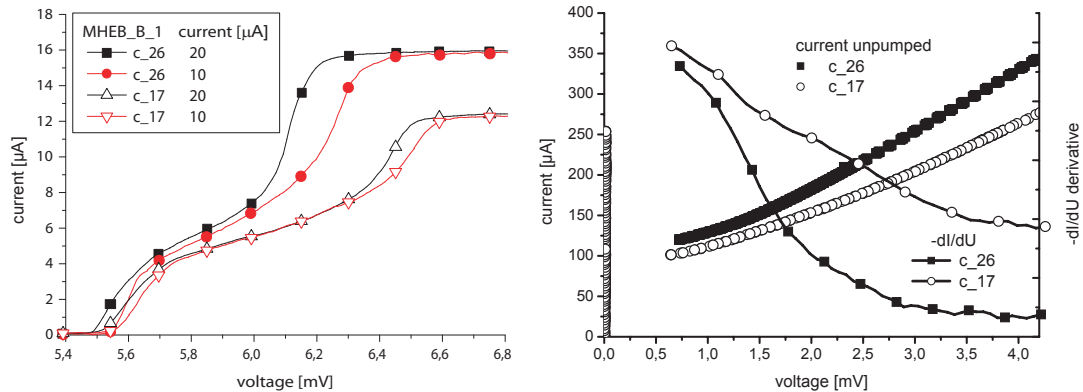 MHEB_B_1 current [µA]
c_26 20
c_26 10
c_17 20
c_17 10
current [µA]
18
16
14
12
10
8
6
4
2
0
5,4 5,6 5,8 6,0 6,2 6,4 6,6 6,8
voltage [mV]
current unpumped
c_26
c_17
current [µA]
400
350
300
250
200
150
100
50
0
-dI/dU
c_26
c_17
-dI/dU derivative
0,0 0,5 1,0 1,5 2,0 2,5 3,0 3,5 4,0
voltage [mV]